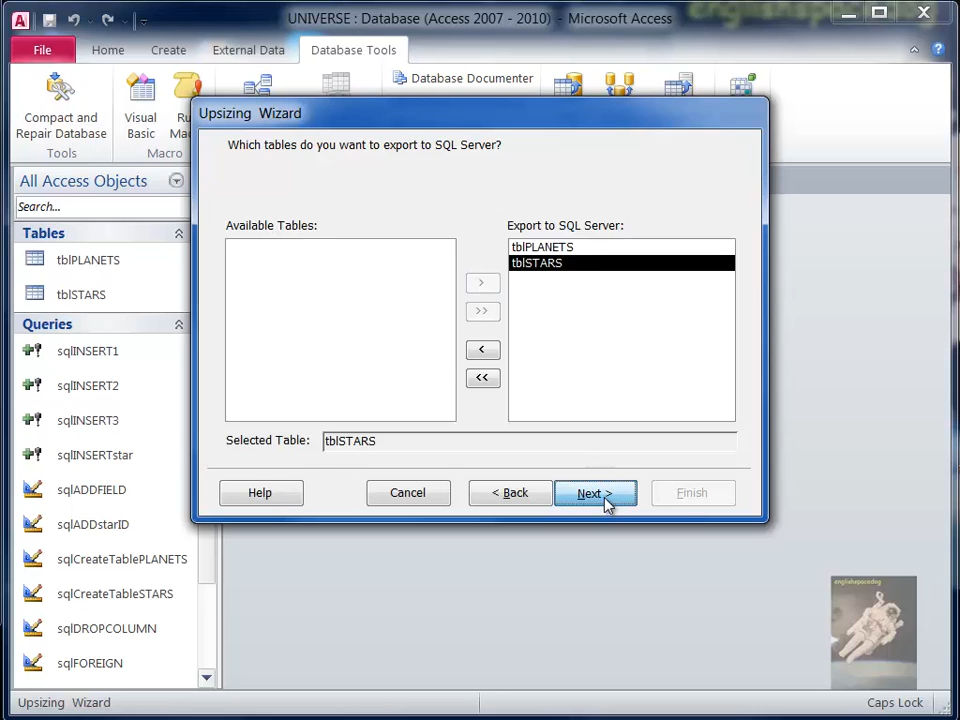 UNIVERSE: Database (Access 2007 - 2010) - Microsoft Access
File
Home
Create
External Data
Database Tools
Compact and
Repair Database
Tools
Visual
Basic
Ru
Ma
Macro
Database Documenter
All Access Objects
Search...
Tables
tblPLANETS
tblSTARS
Queries
sqlINSERT1
sqlINSERT2
sqlINSERT3
sqlINSERTstar
sqlADDFIELD
sqlADDstarID
sqlCreateTablePLANETS
sqlCreateTableSTARS
sqlDROPCOLUMN
sqlFOREIGN
Upsizing Wizard
Which tables do you want to export to SQL Server?
Available Tables:
Export to SQL Server:
tblPLANETS
tblSTARS
>
>>
<
<<
Selected Table:
tblSTARS
Help
Cancel
< Back
Next >
Finish
englishspacedog
Upsizing Wizard
Caps Lock